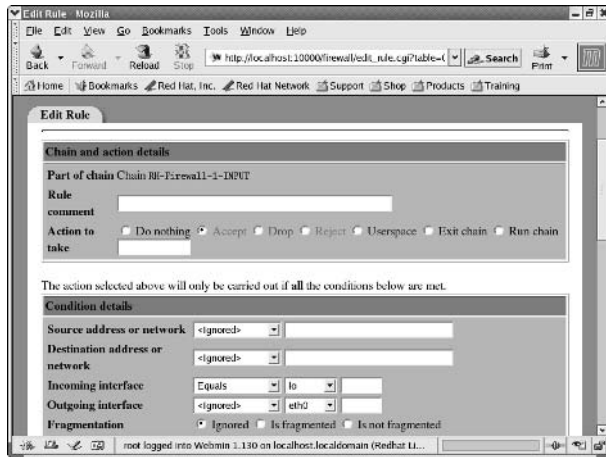 Edit Rule - Mozilla
File Edit View Go Bookmarks Tools Window Help
Back Forward Reload Stop http://localhost:10000/firewall/edit_rule.cgi?table=( Search Print
Home Bookmarks Red Hat, Inc. Red Hat Network Support Shop Products Training
Edit Rule
Chain and action details
Part of chain Chain RH-Firewall-1-INPUT
Rule comment
Action to take Do nothing Accept Drop Reject Userspace Exit chain Run chain
The action selected above will only be carried out if all the conditions below are met.
Condition details
Source address or network <Ignored>
Destination address or network <Ignored>
Incoming interface Equals lo
Outgoing interface <Ignored> eth0
Fragmentation Ignored Is fragmented Is not fragmented
root logged into Webmin 1.130 on localhost.localdomain (Redhat Li...